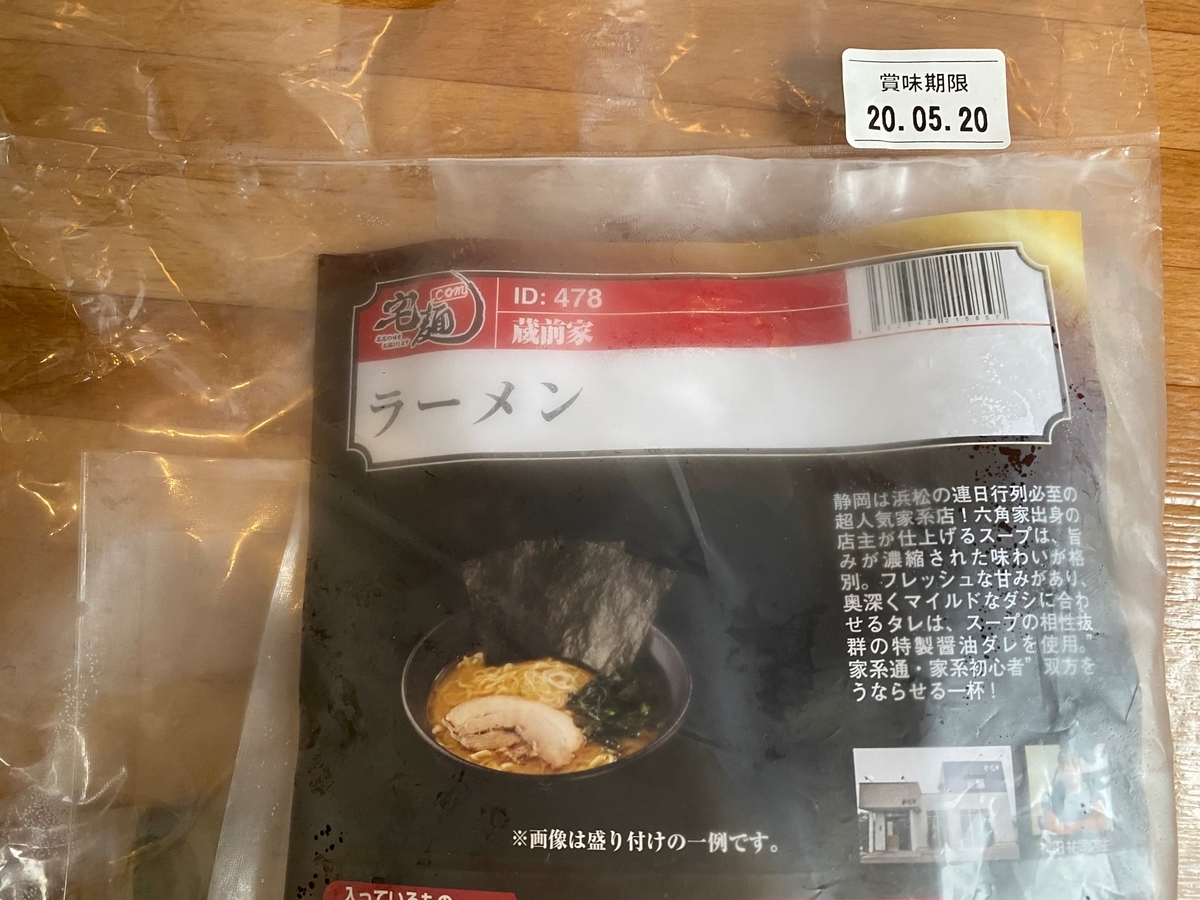 賞味期限
20.05.20
宅麺
.com
ID: 478
蔵前家
ラーメン
静岡は浜松の連日行列必至の
超人気家系店！六角家出身の
店主が仕上げるスープは、旨
みが濃縮された味わいが格
別。フレッシュな甘みがあり、
奥深くマイルドなダシに合わ
せるタレは、スープの相性抜
群の特製醤油ダレを使用。"
家系通・家系初心者"双方を
うならせる一杯！
※画像は盛り付けの一例です。
入っているもの